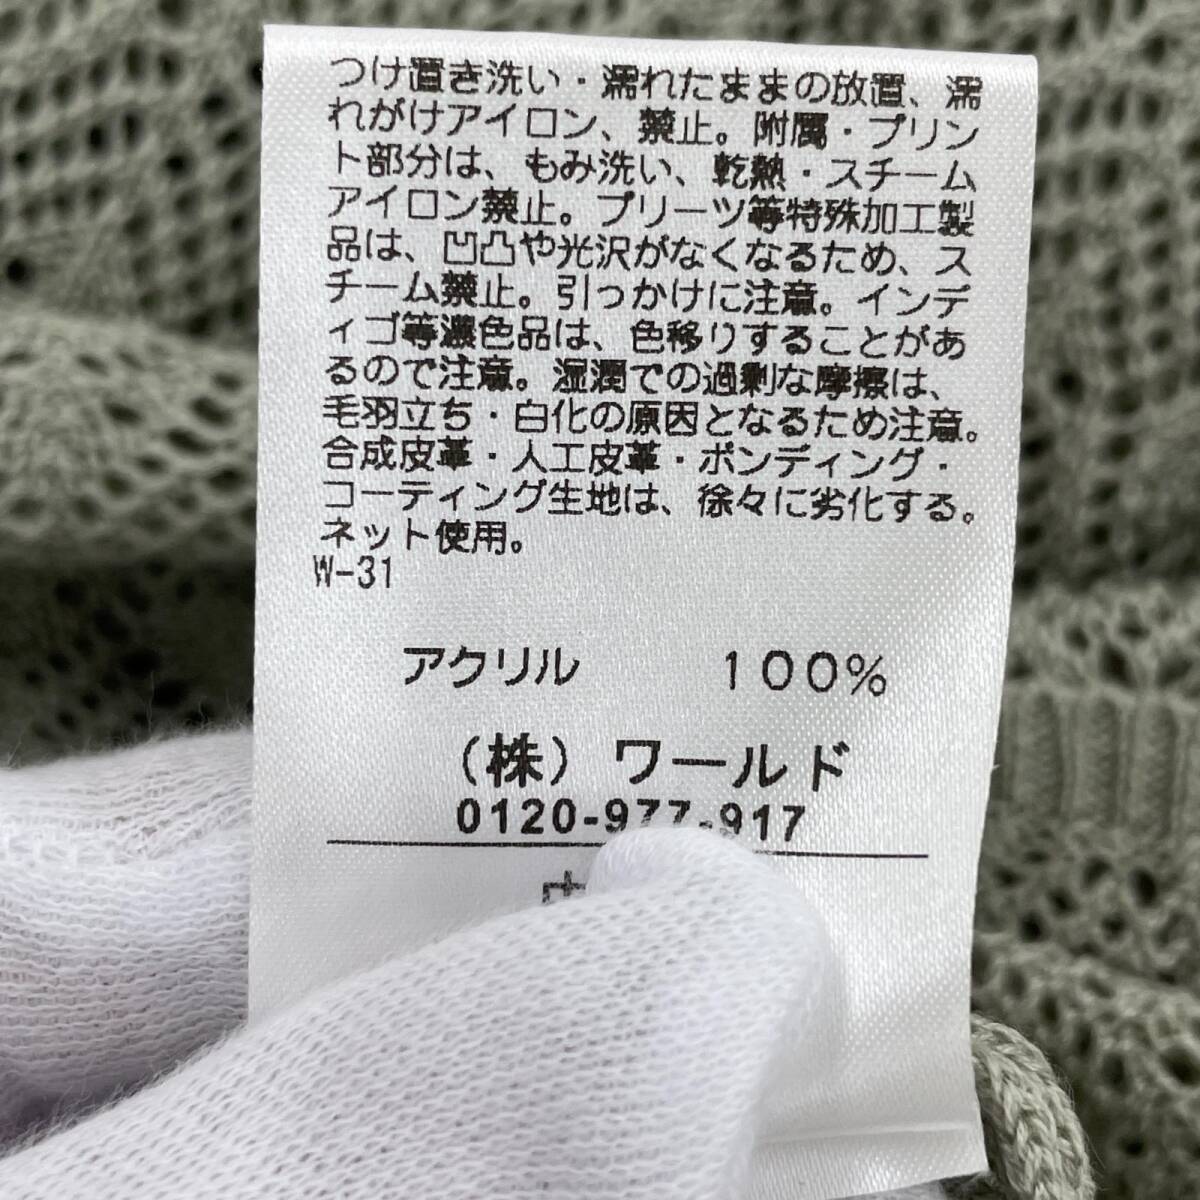 つけ置き洗い・濡れたままの放置、濡
れがけアイロン、禁止。附属・プリン
ト部分は、もみ洗い、乾熱・スチーム
アイロン禁止。プリーツ等特殊加工製
品は、凹凸や光沢がなくなるため、ス
チーム禁止。引っかけに注意。インデ
ィゴ等濃色品は、色移りすることがあ
るので注意。湿潤での過剰な摩擦は、
毛羽立ち・白化の原因となるため注意。
合成皮革・人工皮革・ボンディング・
コーティング生地は、徐々に劣化する。
ネット使用。
W-31
アクリル 100%
（株）ワールド
0120-977-917